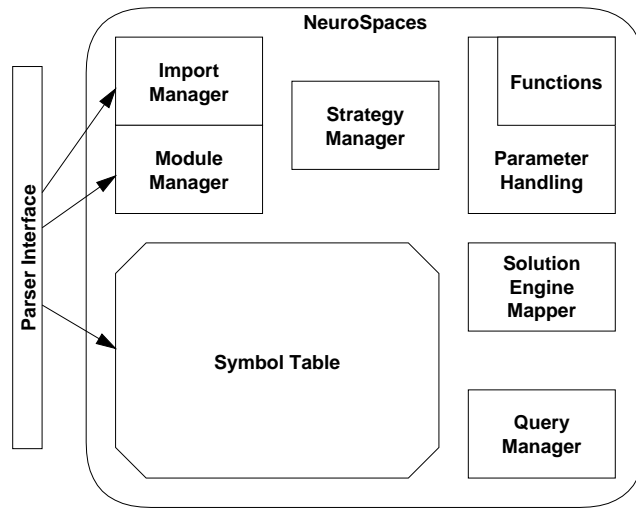 NeuroSpaces
Parser Interface
Import
Manager
Module
Manager
Strategy
Manager
Functions
Parameter
Handling
Symbol Table
Solution
Engine
Mapper
Query
Manager